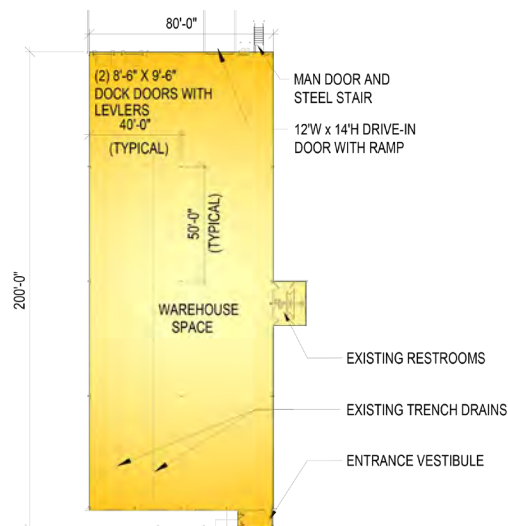 80'-0"
(2) 8'-6" X 9'-6"
DOCK DOORS WITH
LEVLERS
40'-0"
(TYPICAL)
MAN DOOR AND
STEEL STAIR
12'W x 14'H DRIVE-IN
DOOR WITH RAMP
50'-0"
(TYPICAL)
200'-0"
WAREHOUSE
SPACE
EXISTING RESTROOMS
EXISTING TRENCH DRAINS
ENTRANCE VESTIBULE